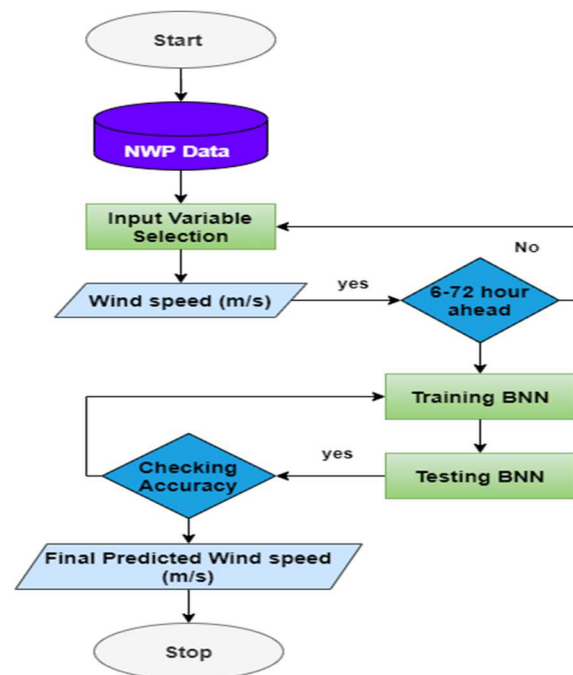 Start
NWP Data
Input Variable
Selection
No
Wind speed (m/s)
yes
6-72 hour
ahead
Training BNN
Checking
Accuracy
yes
Testing BNN
Final Predicted Wind speed
(m/s)
Stop